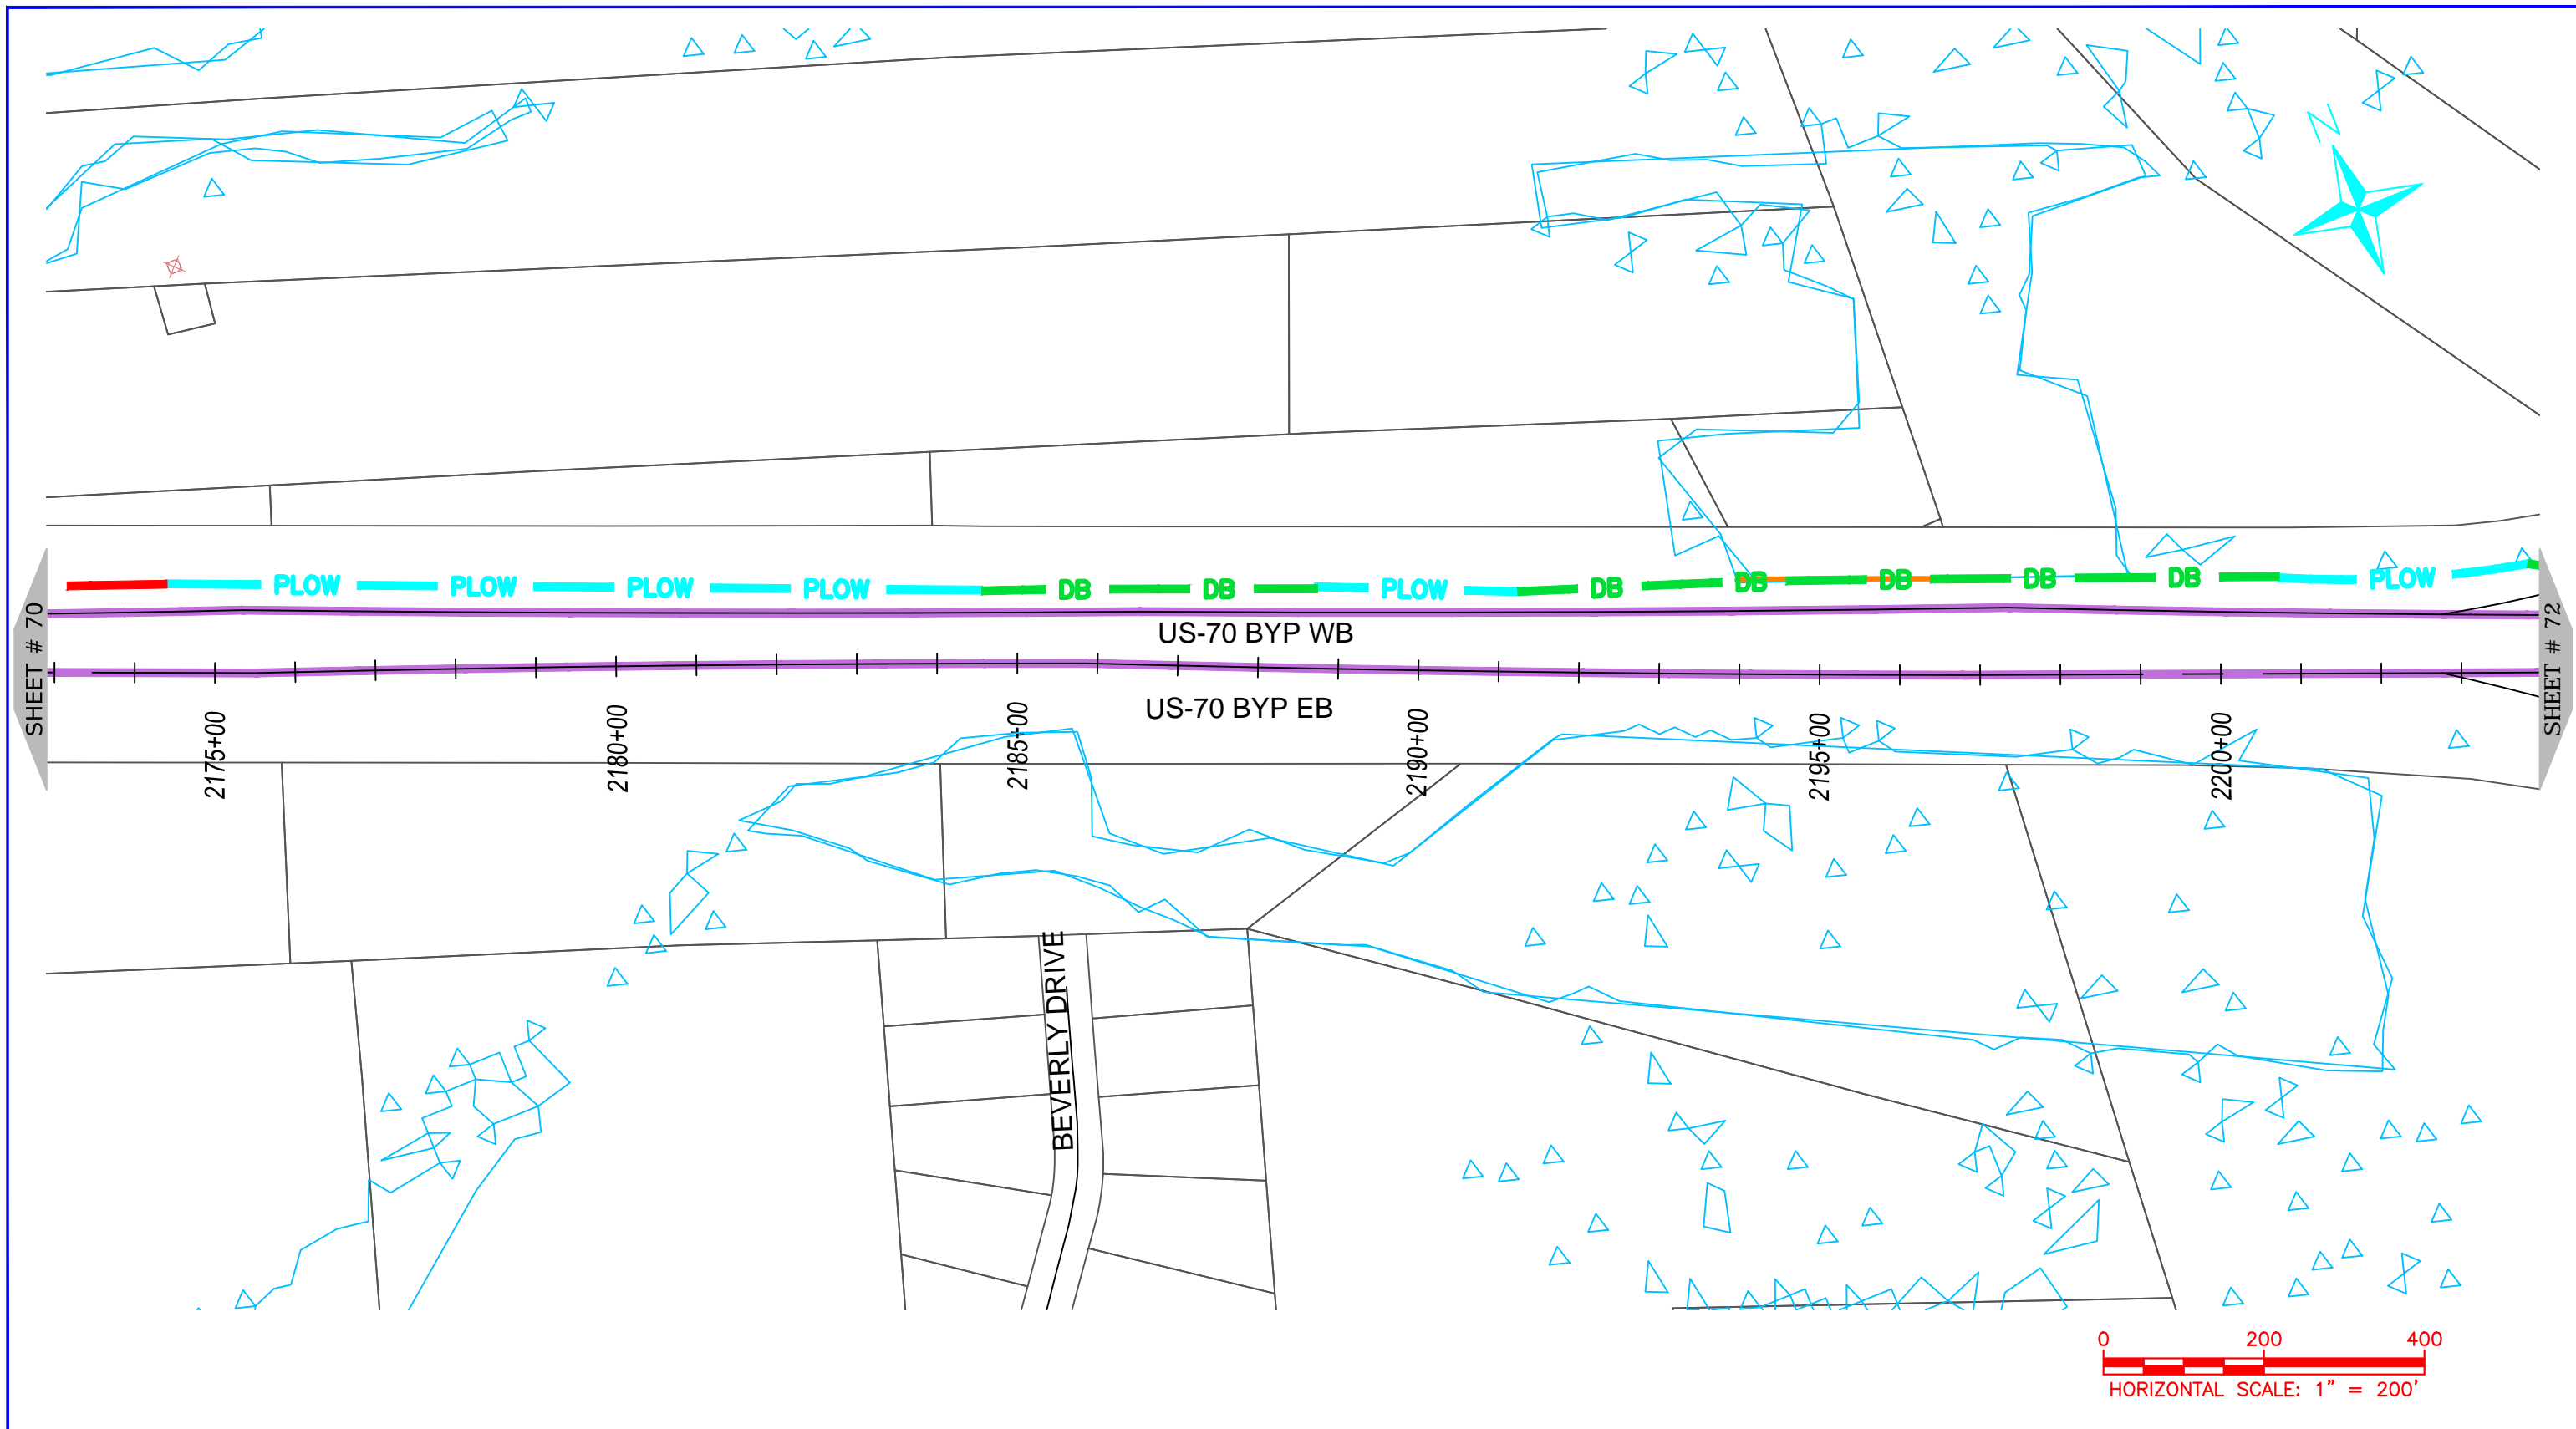 N
PLOW PLOW PLOW PLOW DB DB PLOW DB DB DB DB DB PLOW
SHEET # 70
SHEET # 72
US-70 BYP WB
US-70 BYP EB
2175+00
2180+00
2185+00
2190+00
2195+00
2200+00
BEVERLY DRIVE
0 200 400
HORIZONTAL SCALE: 1" = 200'